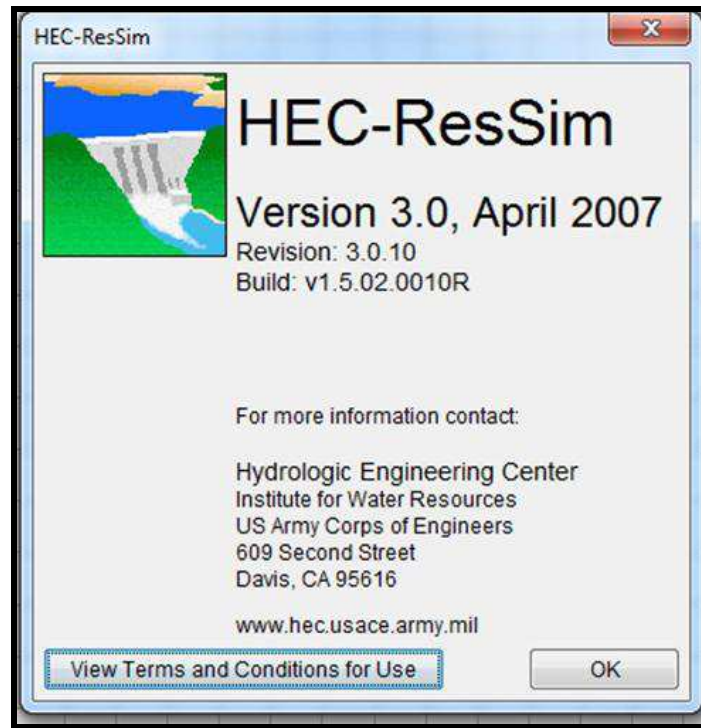 HEC-ResSim
HEC-ResSim
Version 3.0, April 2007
Revision: 3.0.10
Build: v1.5.02.0010R
For more information contact:
Hydrologic Engineering Center
Institute for Water Resources
US Army Corps of Engineers
609 Second Street
Davis, CA 95616
www.hec.usace.army.mil
View Terms and Conditions for Use
OK